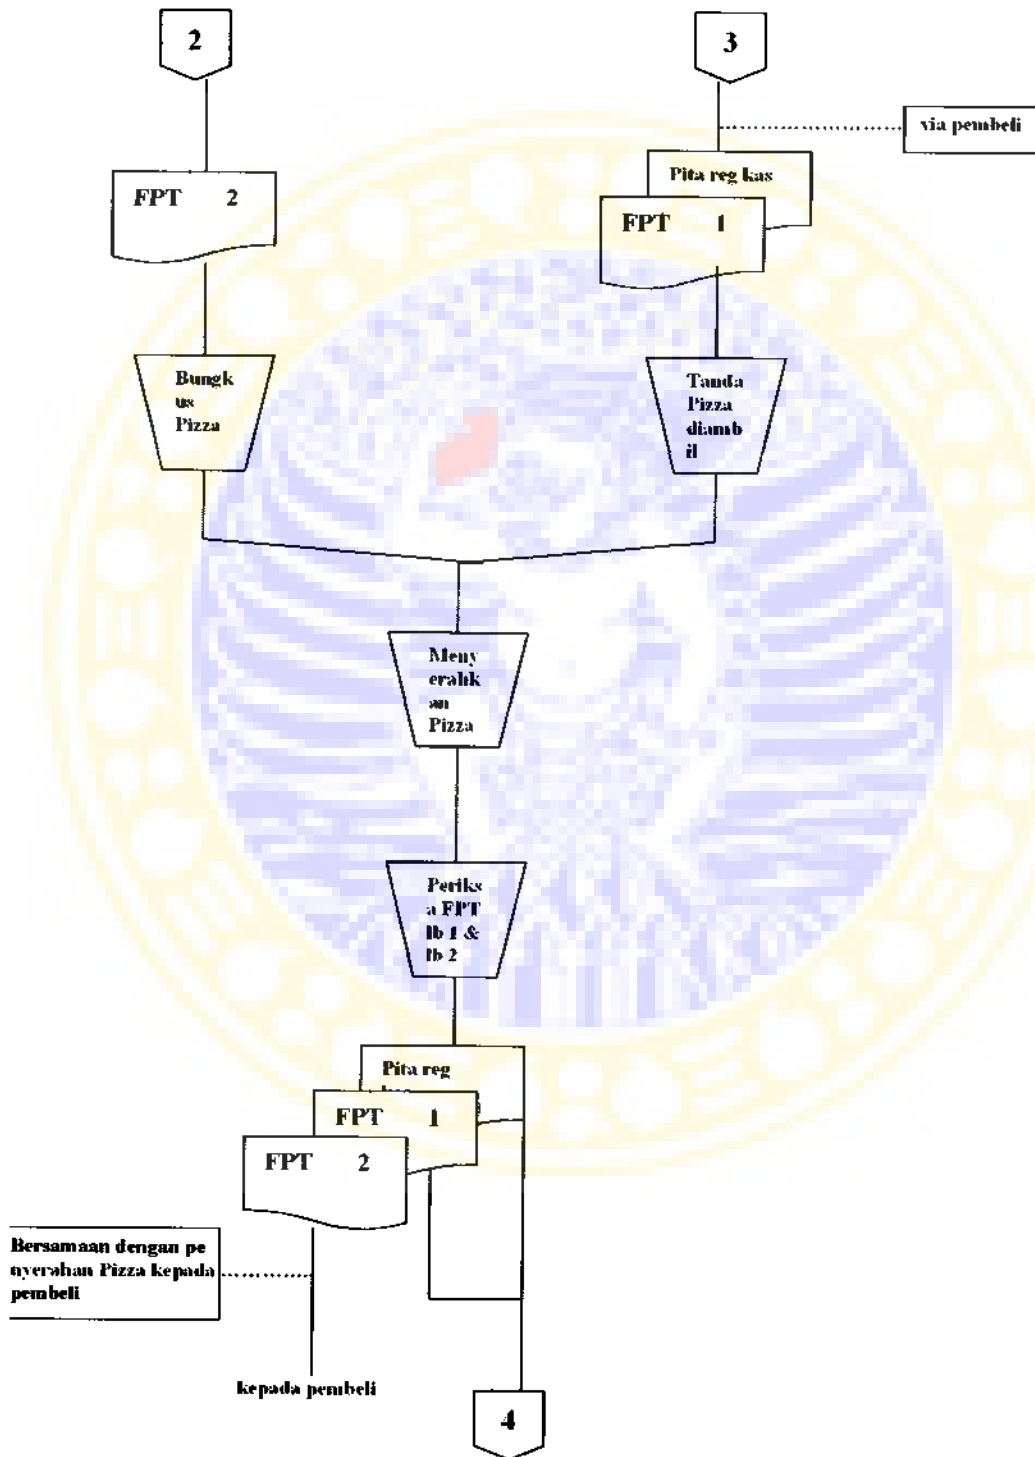 2
3
via pembeli
Pita reg kas
FPT 2
FPT 1
Bungk
us
Pizza
Tanda
Pizza
diamb
il
Meny
erahk
an
Pizza
Periks
a FPT
lb 1 &
lb 2
Pita reg
FPT 1
FPT 2
Bersamaan dengan pe
nyerahan Pizza kepada
pembeli
kepada pembeli
4